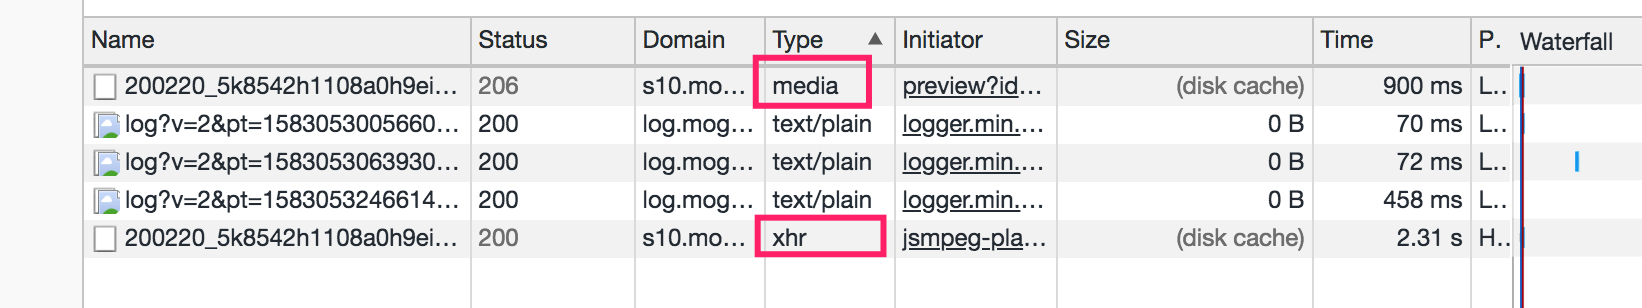 Name Status Domain Type ▲ Initiator Size Time P. Waterfall
200220_5k8542h1108a0h9ei... 206 s10.mo... media preview?id... (disk cache) 900 ms L..
log?v=2&pt=1583053005660... 200 log.mog... text/plain logger.min.... 0 B 70 ms L..
log?v=2&pt=1583053063930... 200 log.mog... text/plain logger.min.... 0 B 72 ms L..
log?v=2&pt=1583053246614... 200 log.mog... text/plain logger.min.... 0 B 458 ms L..
200220_5k8542h1108a0h9ei... 200 s10.mo... xhr jsmpeg-pla... (disk cache) 2.31 s H..